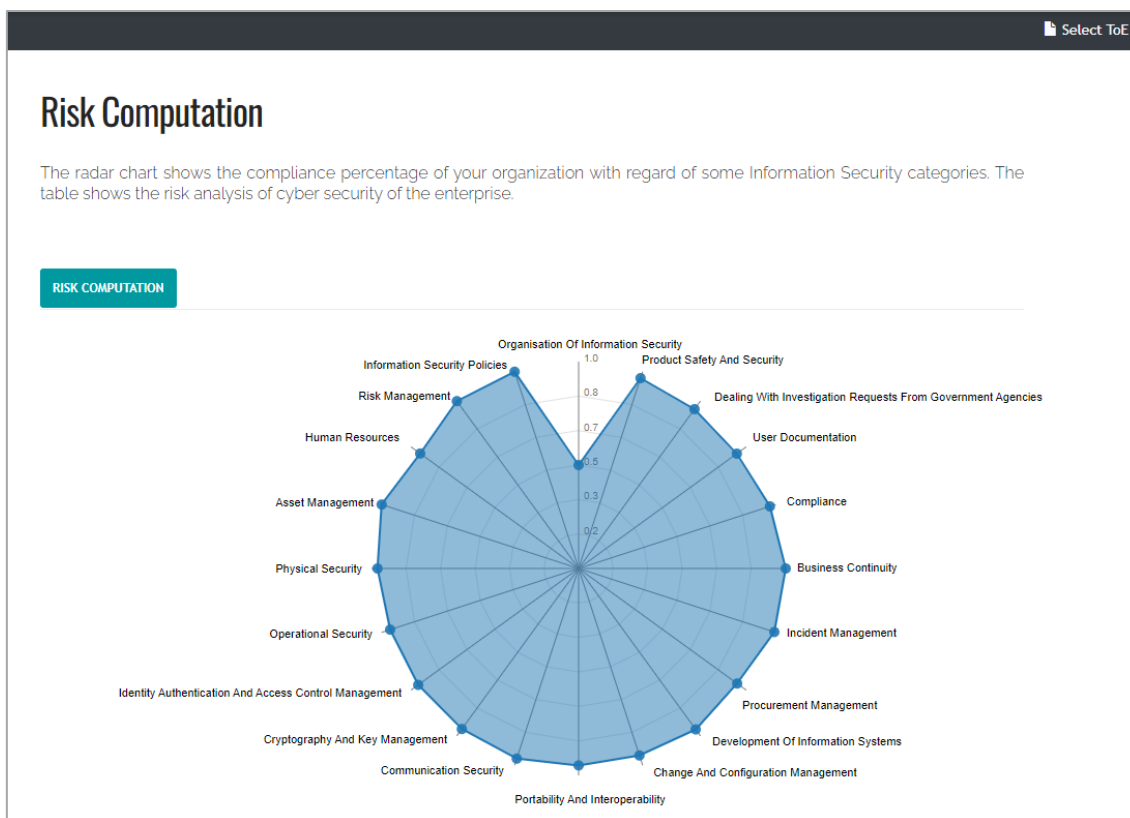 Select ToE
Risk Computation
The radar chart shows the compliance percentage of your organization with regard of some Information Security categories. The
table shows the risk analysis of cyber security of the enterprise.
RISK COMPUTATION
Organisation Of Information Security
1.0
Product Safety And Security
Information Security Policies
Risk Management
0.8
Dealing With Investigation Requests From Government Agencies
Human Resources
0.7
User Documentation
0.5
Asset Management
0.3
Compliance
0.2
Physical Security
Business Continuity
Operational Security
Incident Management
Identity Authentication And Access Control Management
Procurement Management
Cryptography And Key Management
Development Of Information Systems
Communication Security
Change And Configuration Management
Portability And Interoperability